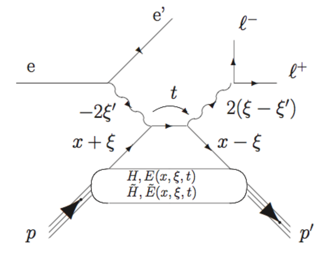 e'
ℓ⁻
e
ℓ⁺
t
−2ξ'
2(ξ − ξ')
x + ξ
x − ξ
H, E(x, ξ, t)
H̃, Ẽ(x, ξ, t)
p
p'